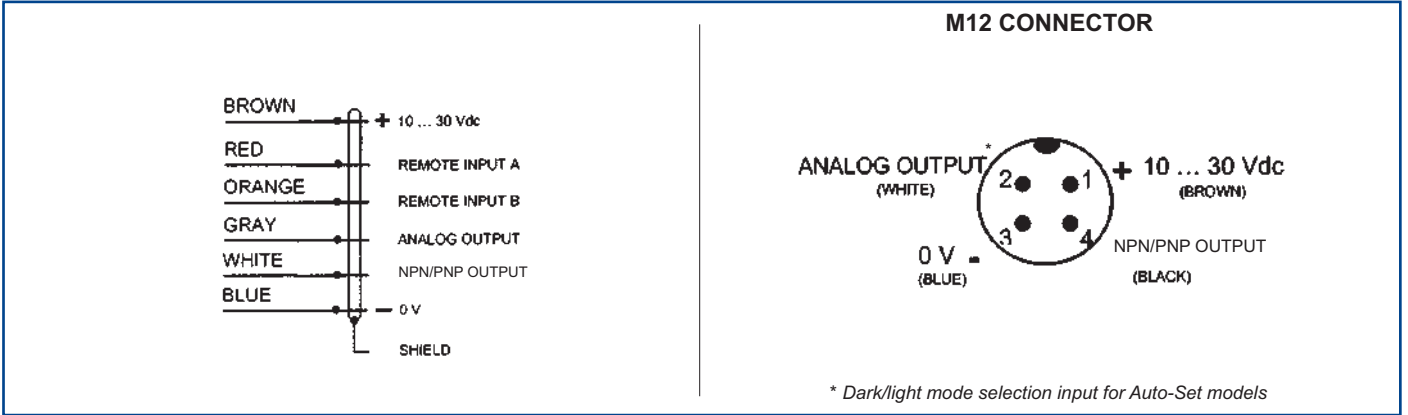 BROWN
+ 10 ... 30 Vdc
RED
REMOTE INPUT A
ORANGE
REMOTE INPUT B
GRAY
ANALOG OUTPUT
WHITE
NPN/PNP OUTPUT
BLUE
- 0 V
SHIELD
M12 CONNECTOR
ANALOG OUTPUT*
(WHITE)
2
1
+ 10 ... 30 Vdc
(BROWN)
3
4
0 V -
(BLUE)
NPN/PNP OUTPUT
(BLACK)
* Dark/light mode selection input for Auto-Set models